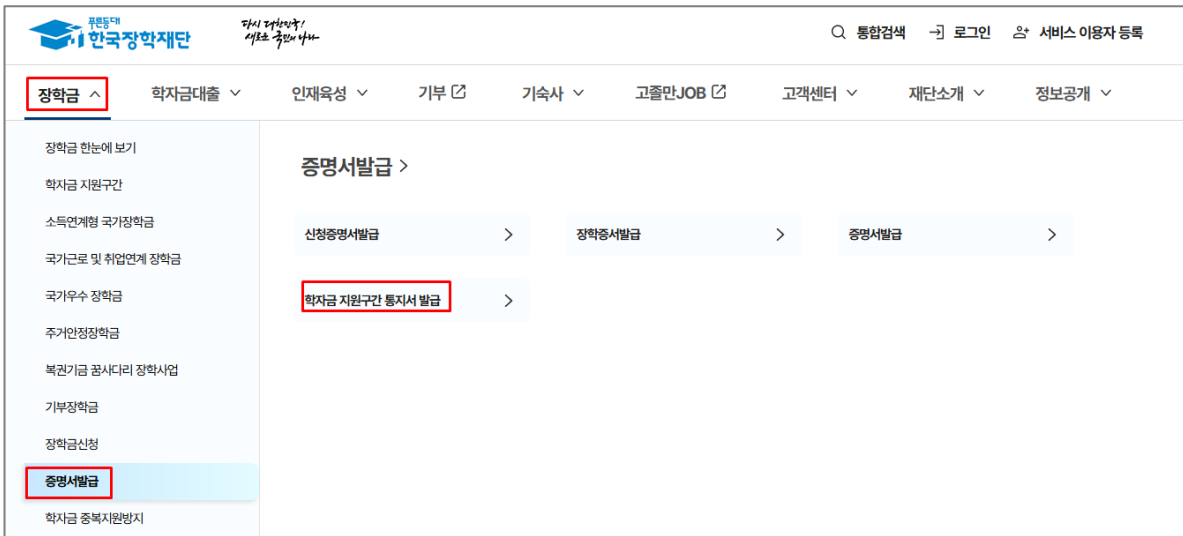 푸른등대
한국장학재단
다시 대한민국!
새로운 국민의 나라
통합검색 로그인 서비스 이용자 등록
장학금 학자금대출 인재육성 기부 기숙사 고졸만JOB 고객센터 재단소개 정보공개
장학금 한눈에 보기
학자금 지원구간
소득연계형 국가장학금
국가근로 및 취업연계 장학금
국가우수 장학금
주거안정장학금
복권기금 꿈사다리 장학사업
기부장학금
장학금신청
증명서발급
학자금 중복지원방지
증명서발급
신청증명서발급 장학증서발급 증명서발급
학자금 지원구간 통지서 발급